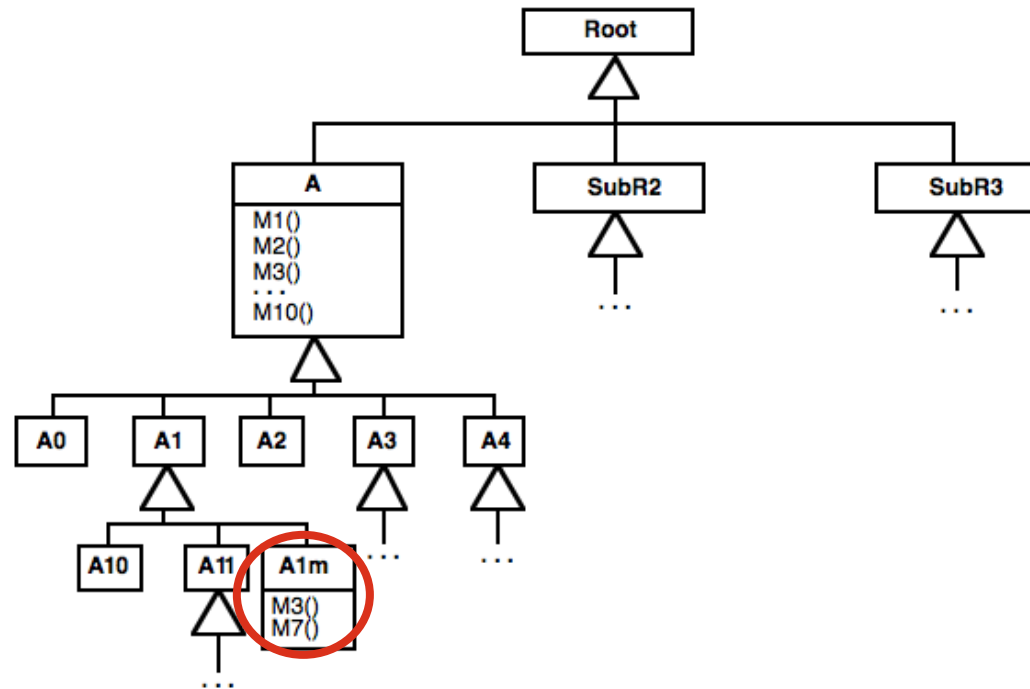 Root
A
SubR2
SubR3
M1()
M2()
M3()
...
M10()
...
...
A0
A1
A2
A3
A4
...
...
A10
A11
A1m
M3()
M7()
...